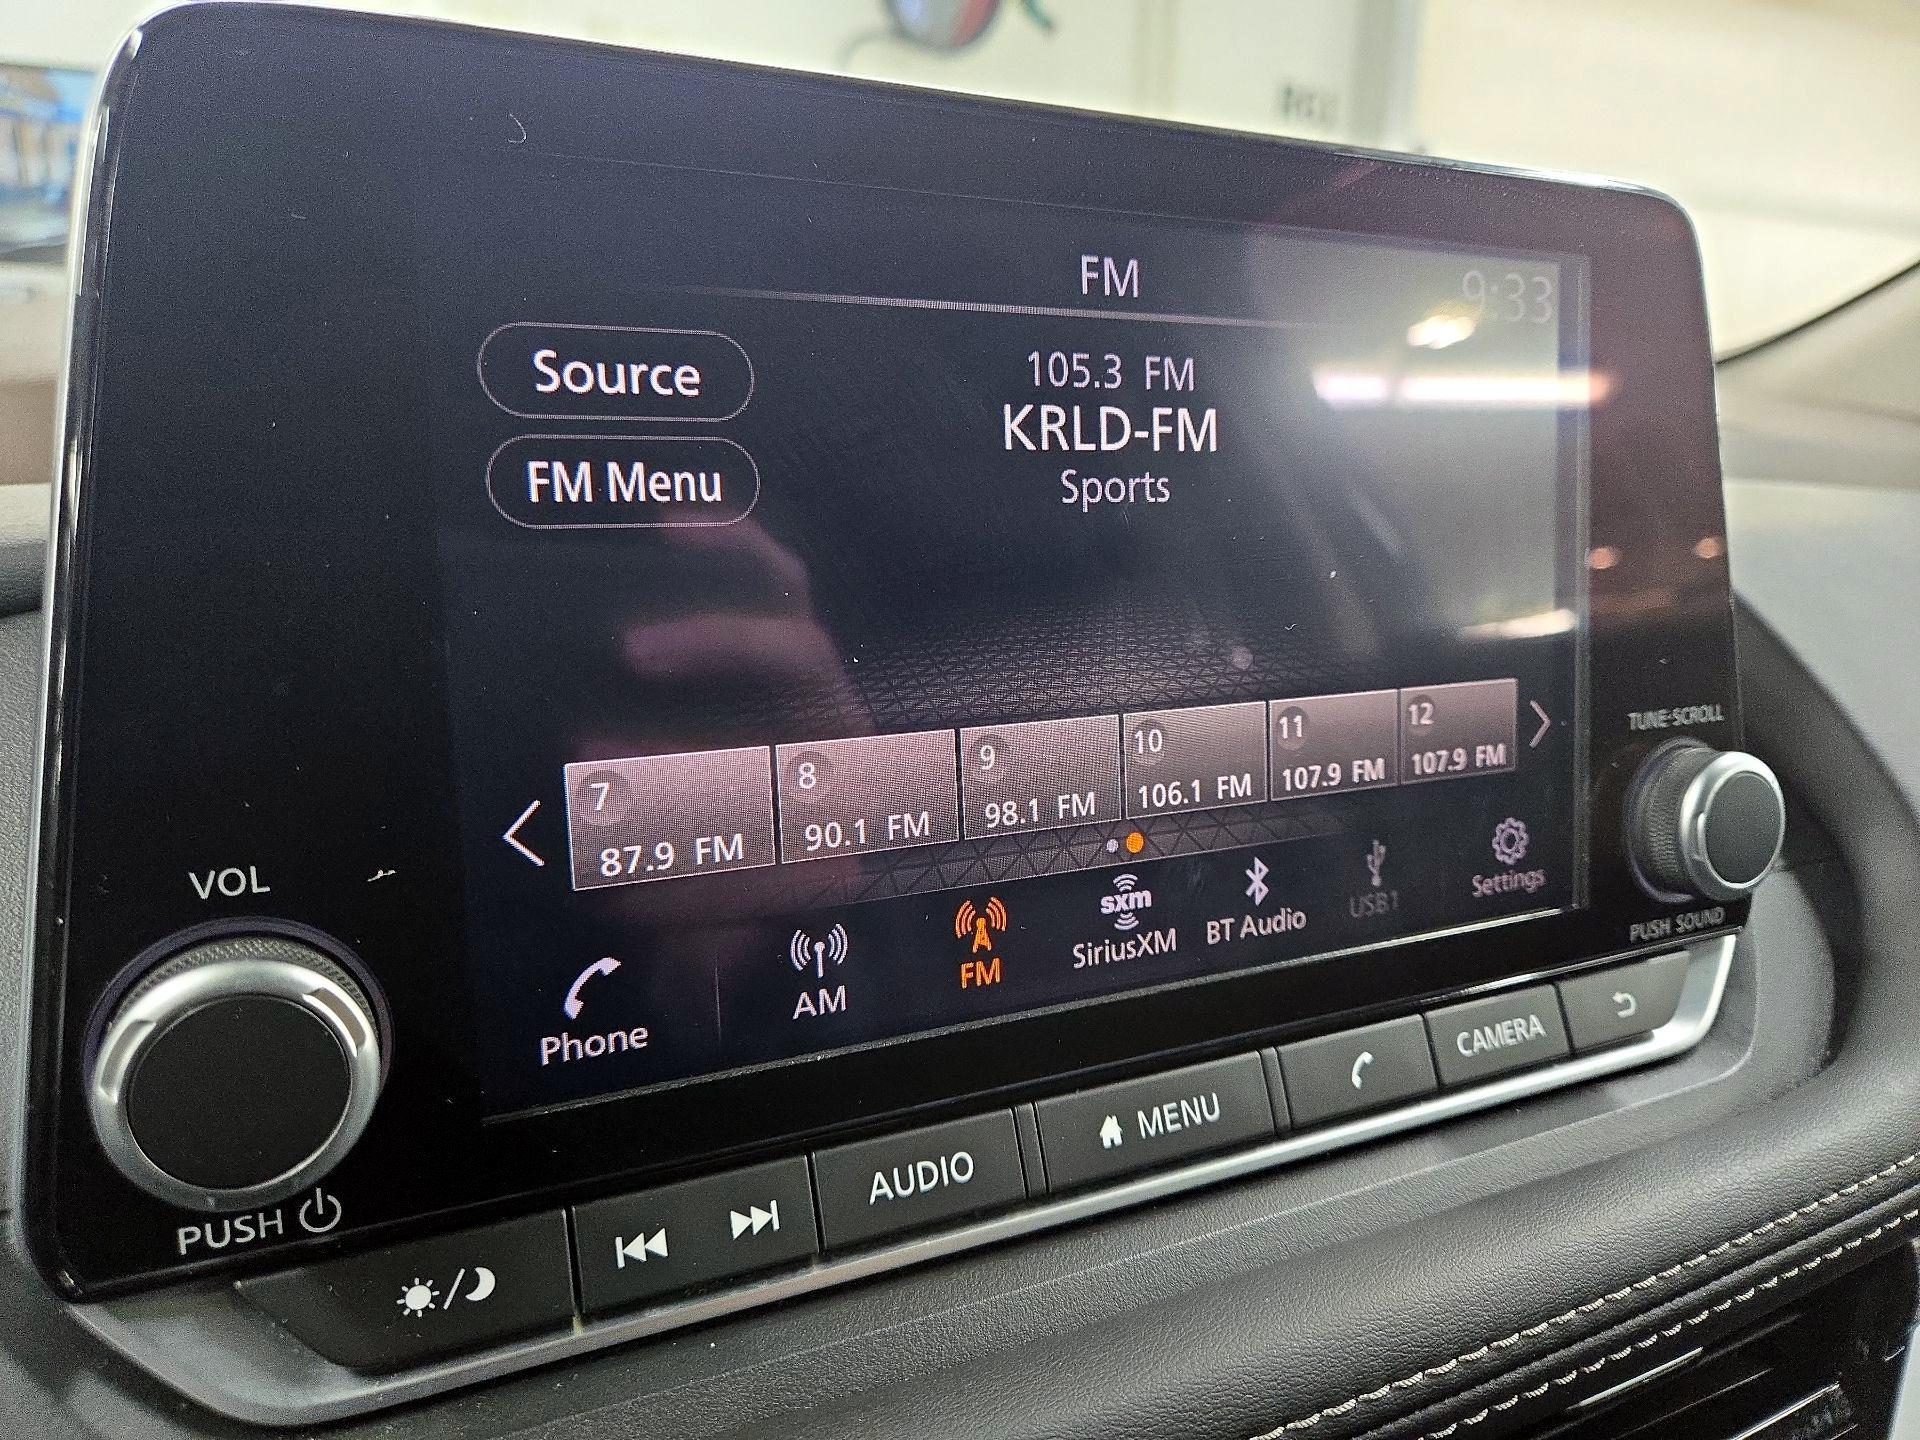 FM
9:33
Source
105.3 FM
KRLD-FM
FM Menu
Sports
TUNE·SCROLL
7
8
9
10
11
12
87.9 FM
90.1 FM
98.1 FM
106.1 FM
107.9 FM
107.9 FM
VOL
Phone
AM
FM
sxm
SiriusXM
BT Audio
USB1
Settings
PUSH SOUND
PUSH
AUDIO
MENU
CAMERA